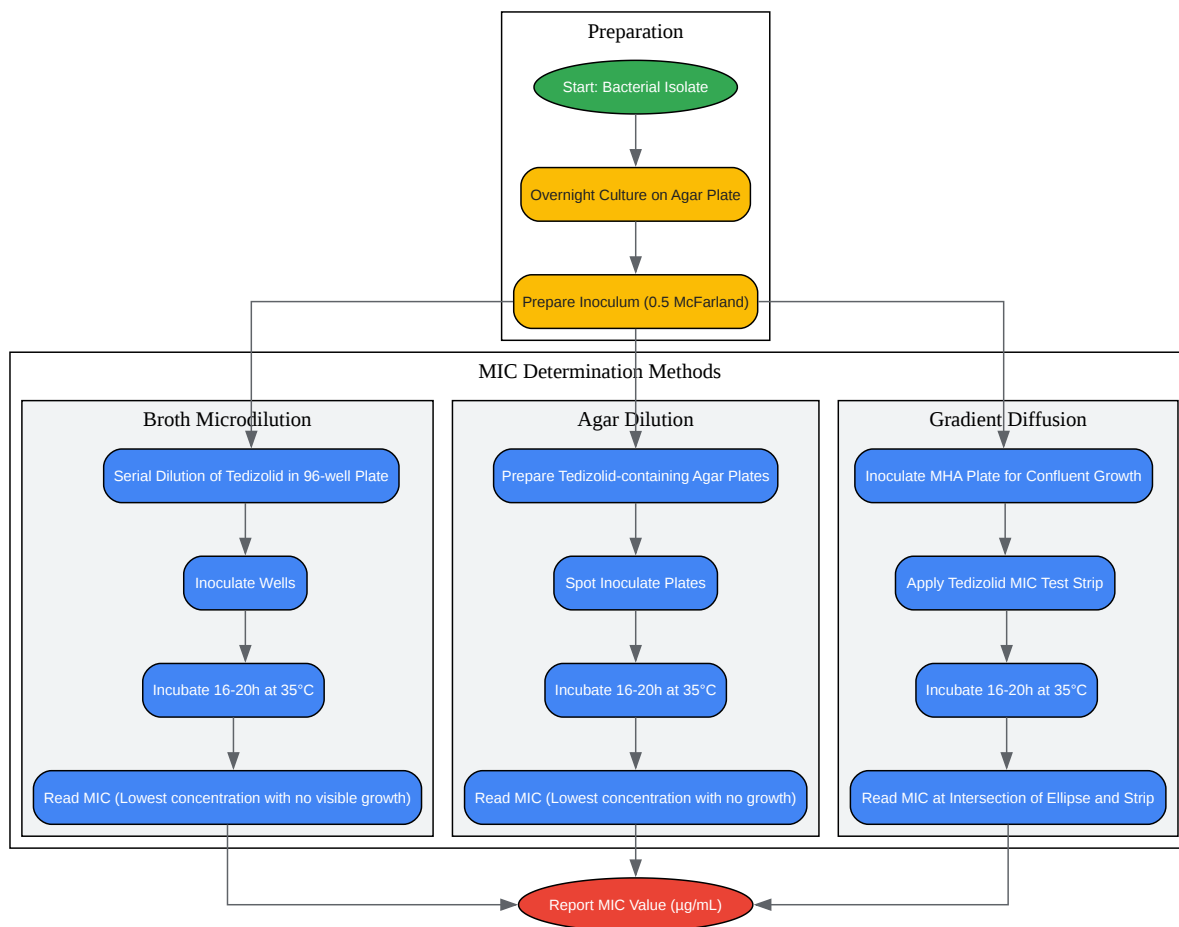 Preparation
Start: Bacterial Isolate
Overnight Culture on Agar Plate
Prepare Inoculum (0.5 McFarland)
MIC Determination Methods
Broth Microdilution
Serial Dilution of Tedizolid in 96-well Plate
Inoculate Wells
Incubate 16-20h at 35°C
Read MIC (Lowest concentration with no visible growth)
Agar Dilution
Prepare Tedizolid-containing Agar Plates
Spot Inoculate Plates
Incubate 16-20h at 35°C
Read MIC (Lowest concentration with no growth)
Gradient Diffusion
Inoculate MHA Plate for Confluent Growth
Apply Tedizolid MIC Test Strip
Incubate 16-20h at 35°C
Read MIC at Intersection of Ellipse and Strip
Report MIC Value (µg/mL)